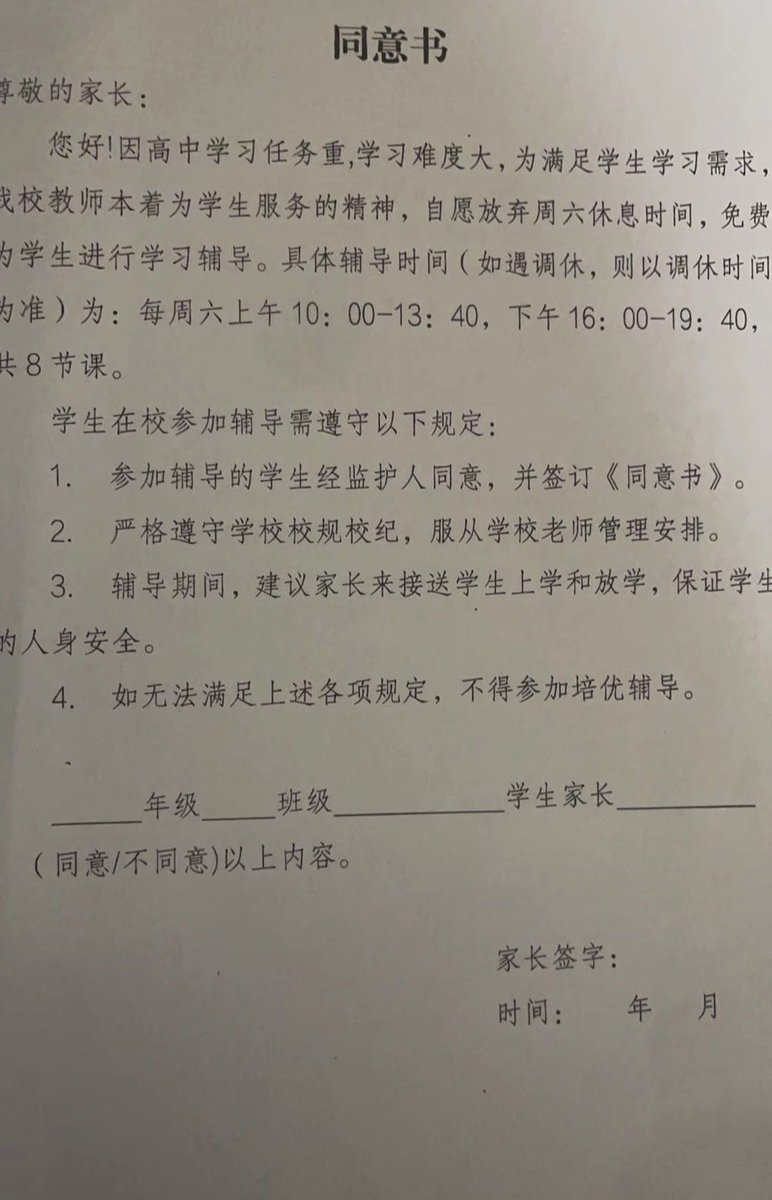 同意书
尊敬的家长：
您好!因高中学习任务重,学习难度大，为满足学生学习需求，
我校教师本着为学生服务的精神，自愿放弃周六休息时间，免费
为学生进行学习辅导。具体辅导时间（如遇调休，则以调休时间
为准）为：每周六上午10：00-13：40，下午16：00-19：40，
共8节课。
学生在校参加辅导需遵守以下规定：
1. 参加辅导的学生经监护人同意，并签订《同意书》。
2. 严格遵守学校校规校纪，服从学校老师管理安排。
3. 辅导期间，建议家长来接送学生上学和放学，保证学生
的人身安全。
4. 如无法满足上述各项规定，不得参加培优辅导。
______年级_____班级____________学生家长__________
（同意/不同意)以上内容。
家长签字：
时间： 年 月